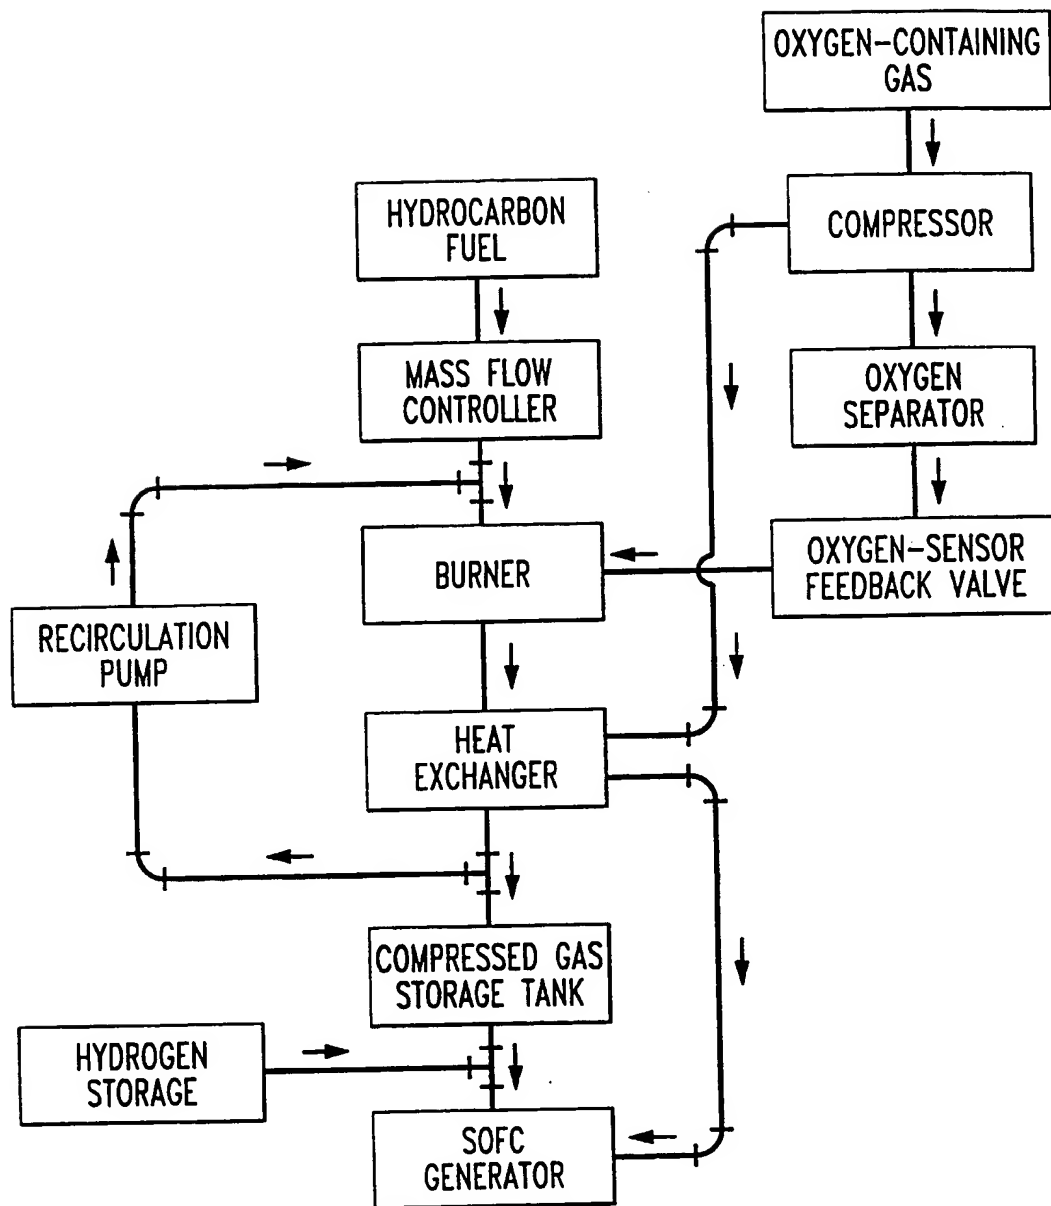 OXYGEN-CONTAINING
GAS
HYDROCARBON
FUEL
COMPRESSOR
MASS FLOW
CONTROLLER
OXYGEN
SEPARATOR
BURNER
OXYGEN-SENSOR
FEEDBACK VALVE
RECIRCULATION
PUMP
HEAT
EXCHANGER
COMPRESSED GAS
STORAGE TANK
HYDROGEN
STORAGE
SOFC
GENERATOR